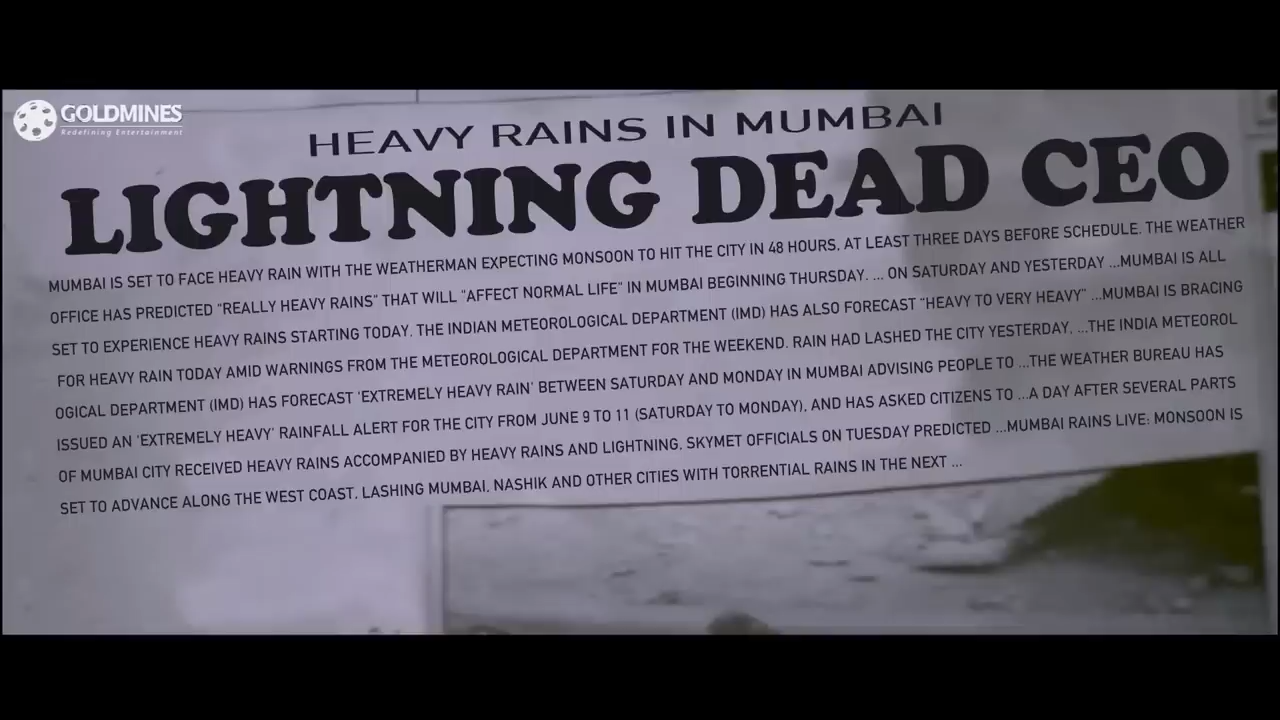 GOLDMINES
Redefining Entertainment
HEAVY RAINS IN MUMBAI
LIGHTNING DEAD CEO
MUMBAI IS SET TO FACE HEAVY RAIN WITH THE WEATHERMAN EXPECTING MONSOON TO HIT THE CITY IN 48 HOURS, AT LEAST THREE DAYS BEFORE SCHEDULE. THE WEATHER
OFFICE HAS PREDICTED "REALLY HEAVY RAINS" THAT WILL "AFFECT NORMAL LIFE" IN MUMBAI BEGINNING THURSDAY. ... ON SATURDAY AND YESTERDAY ...MUMBAI IS ALL
SET TO EXPERIENCE HEAVY RAINS STARTING TODAY. THE INDIAN METEOROLOGICAL DEPARTMENT (IMD) HAS ALSO FORECAST "HEAVY TO VERY HEAVY" ...MUMBAI IS BRACING
FOR HEAVY RAIN TODAY AMID WARNINGS FROM THE METEOROLOGICAL DEPARTMENT FOR THE WEEKEND. RAIN HAD LASHED THE CITY YESTERDAY, ...THE INDIA METEOROL
OGICAL DEPARTMENT (IMD) HAS FORECAST 'EXTREMELY HEAVY RAIN' BETWEEN SATURDAY AND MONDAY IN MUMBAI ADVISING PEOPLE TO ...THE WEATHER BUREAU HAS
ISSUED AN 'EXTREMELY HEAVY' RAINFALL ALERT FOR THE CITY FROM JUNE 9 TO 11 (SATURDAY TO MONDAY), AND HAS ASKED CITIZENS TO ...A DAY AFTER SEVERAL PARTS
OF MUMBAI CITY RECEIVED HEAVY RAINS ACCOMPANIED BY HEAVY RAINS AND LIGHTNING, SKYMET OFFICIALS ON TUESDAY PREDICTED ...MUMBAI RAINS LIVE: MONSOON IS
SET TO ADVANCE ALONG THE WEST COAST, LASHING MUMBAI, NASHIK AND OTHER CITIES WITH TORRENTIAL RAINS IN THE NEXT ...